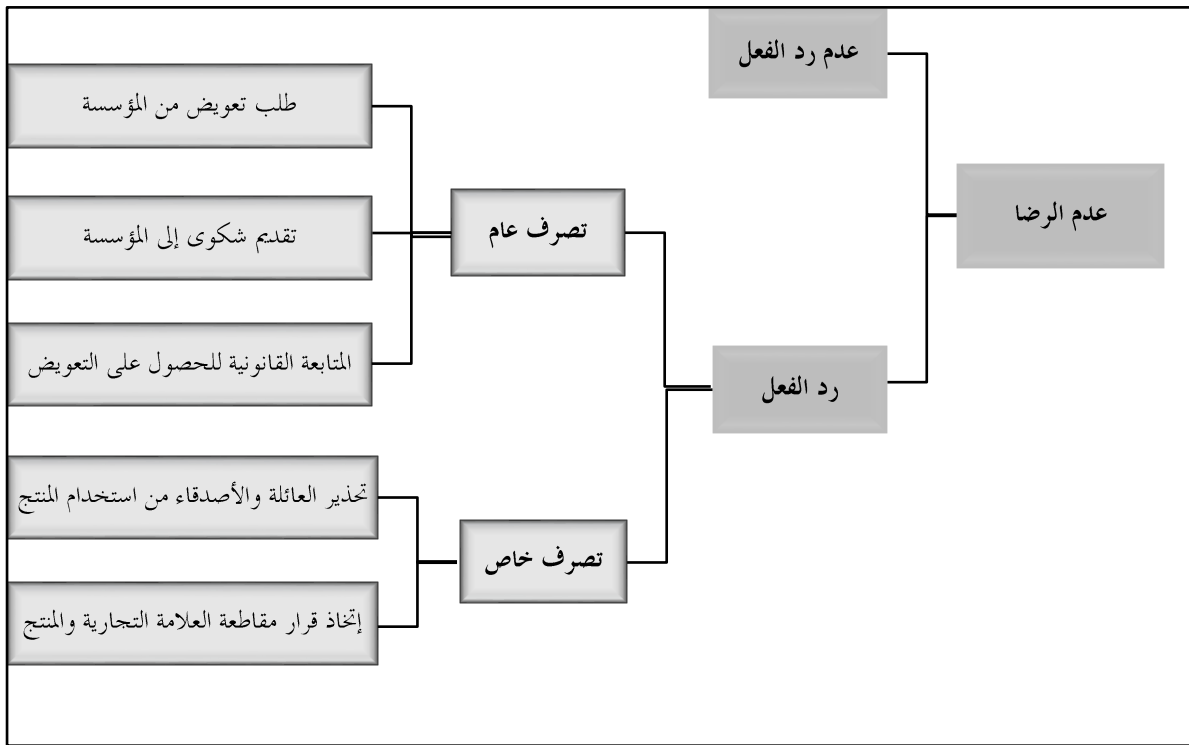 عدم الرضا
عدم رد الفعل
رد الفعل
تصرف عام
طلب تعويض من المؤسسة
تقديم شكوى إلى المؤسسة
المتابعة القانونية للحصول على التعويض
تصرف خاص
تحذير العائلة والأصدقاء من استخدام المنتج
إتخاذ قرار مقاطعة العلامة التجارية والمنتج